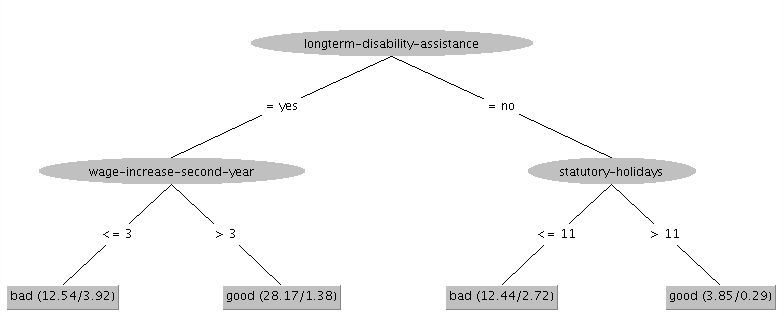 longterm-disability-assistance
= yes
= no
wage-increase-second-year
statutory-holidays
<= 3
> 3
<= 11
> 11
bad (12.54/3.92)
good (28.17/1.38)
bad (12.44/2.72)
good (3.85/0.29)